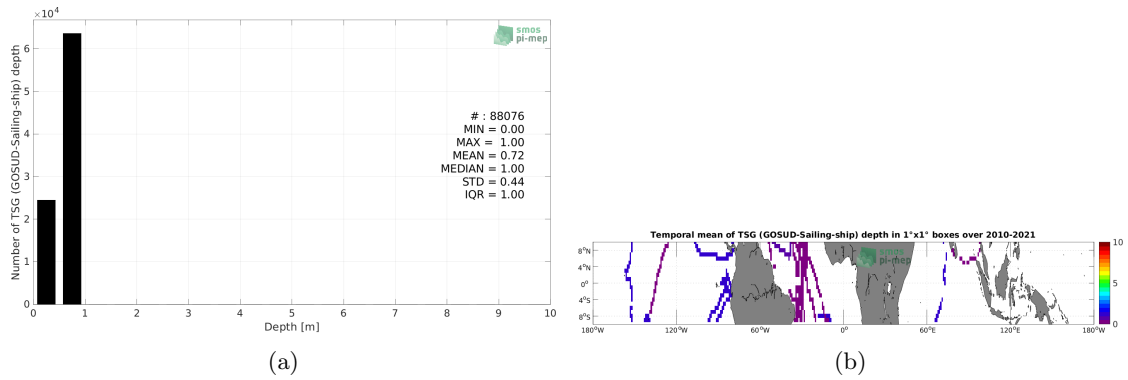 ×10⁴
6
5
4
3
2
1
0
Number of TSG (GOSUD-Sailing-ship) depth
smos
pi-mep
# : 88076
MIN = 0.00
MAX = 1.00
MEAN = 0.72
MEDIAN = 1.00
STD = 0.44
IQR = 1.00
0 1 2 3 4 5 6 7 8 9 10
Depth [m]
(a)
Temporal mean of TSG (GOSUD-Sailing-ship) depth in 1°x1° boxes over 2010-2021
smos
pi-mep
8°N
4°N
0°
4°S
8°S
180°W 120°W 60°W 0° 60°E 120°E 180°W
10
5
0
(b)